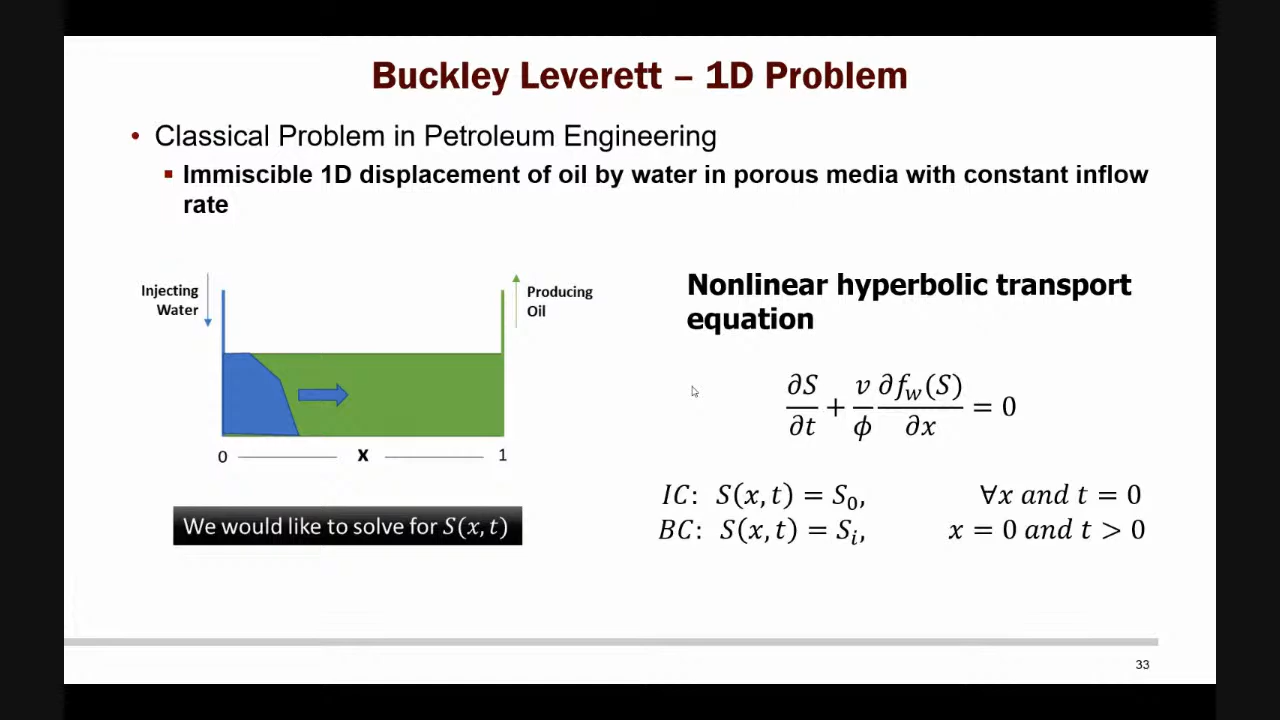 Buckley Leverett – 1D Problem
• Classical Problem in Petroleum Engineering
▪ Immiscible 1D displacement of oil by water in porous media with constant inflow
rate
Injecting
Water
Producing
Oil
0
X
1
We would like to solve for S(x, t)
Nonlinear hyperbolic transport
equation
∂S/∂t + v/ϕ ∂f_w(S)/∂x = 0
IC: S(x, t) = S₀, ∀x and t = 0
BC: S(x, t) = Sᵢ, x = 0 and t > 0
33